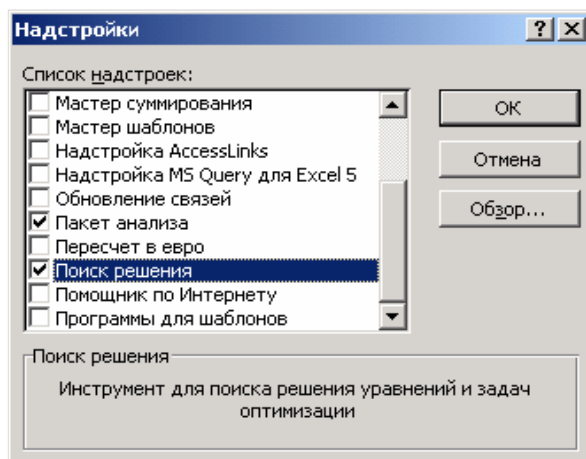 Надстройки
Список надстроек:
Мастер суммирования
Мастер шаблонов
Надстройка AccessLinks
Надстройка MS Query для Excel 5
Обновление связей
Пакет анализа
Пересчет в евро
Поиск решения
Помощник по Интернету
Программы для шаблонов
ОК
Отмена
Обзор...
Поиск решения
Инструмент для поиска решения уравнений и задач
оптимизации